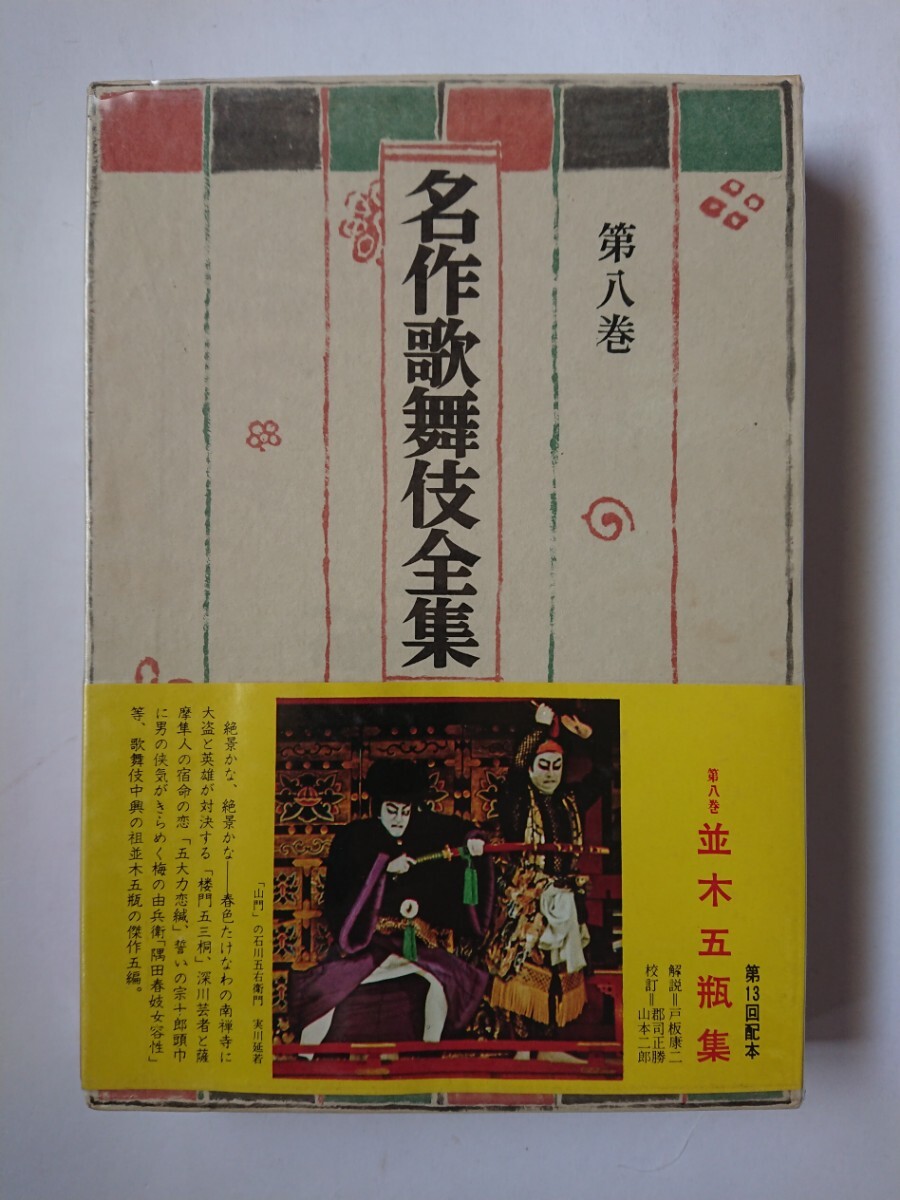 第八巻
名作歌舞伎全集
第13回配本
第八巻 並木五瓶集
解説＝戸板康二
校訂＝郡司正勝
山本二郎
「山門」の石川五右衛門 実川延若
絶景かな、絶景かな――春色たけなわの南禅寺に
大盗と英雄が対決する「楼門五三桐」、深川芸者と薩
摩隼人の宿命の恋「五大力恋緘」、誓いの宗十郎頭巾
に男の侠気がきらめく梅の由兵衛「隅田春妓女容性」
等、歌舞伎中興の祖並木五瓶の傑作五編。